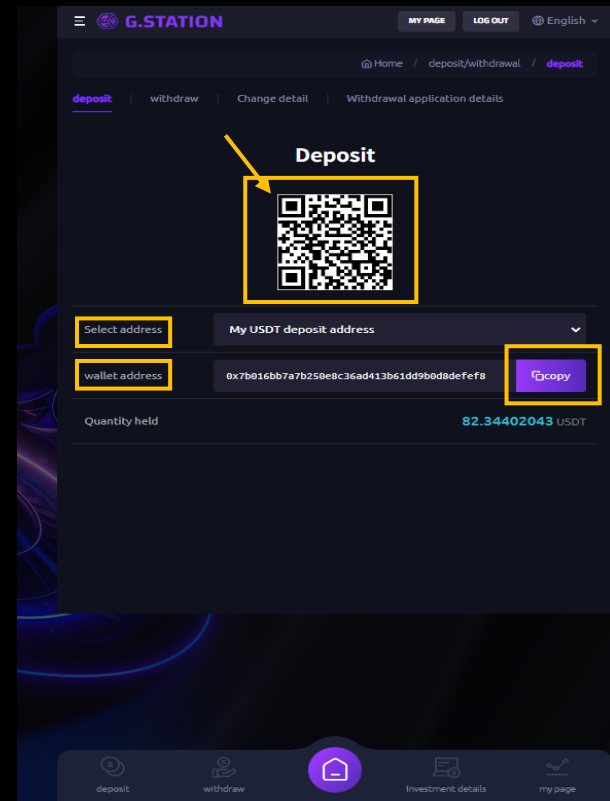 G.STATION
MY PAGE LOG OUT English
Home / deposit/withdrawal / deposit
deposit | withdraw | Change detail | Withdrawal application details
Deposit
Select address My USDT deposit address
wallet address 0x7b016bb7a7b250e8c36ad413b61dd9b0d8defef8 copy
Quantity held 82.34402043 USDT
deposit withdraw Investment details my page